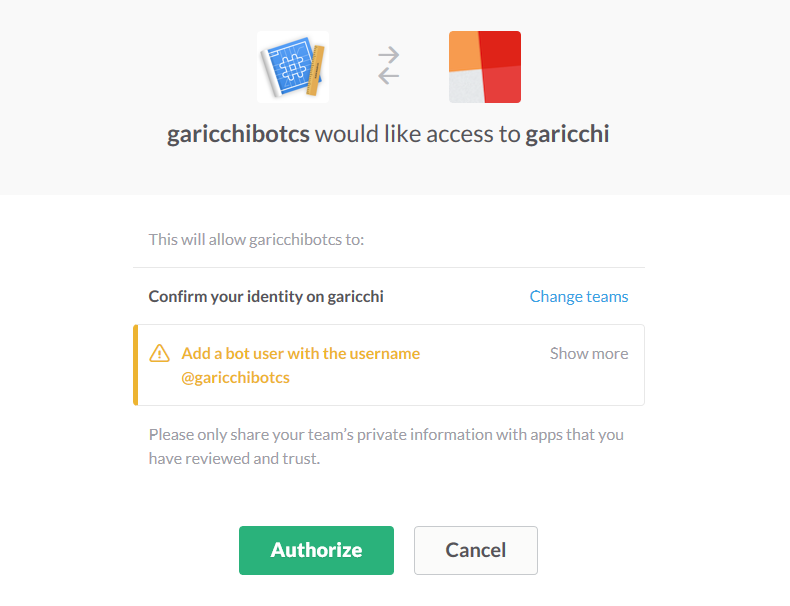 garicchibotcs would like access to garicchi
This will allow garicchibotcs to:
Confirm your identity on garicchi
Change teams
Add a bot user with the username
@garicchibotcs
Show more
Please only share your team's private information with apps that you
have reviewed and trust.
Authorize
Cancel